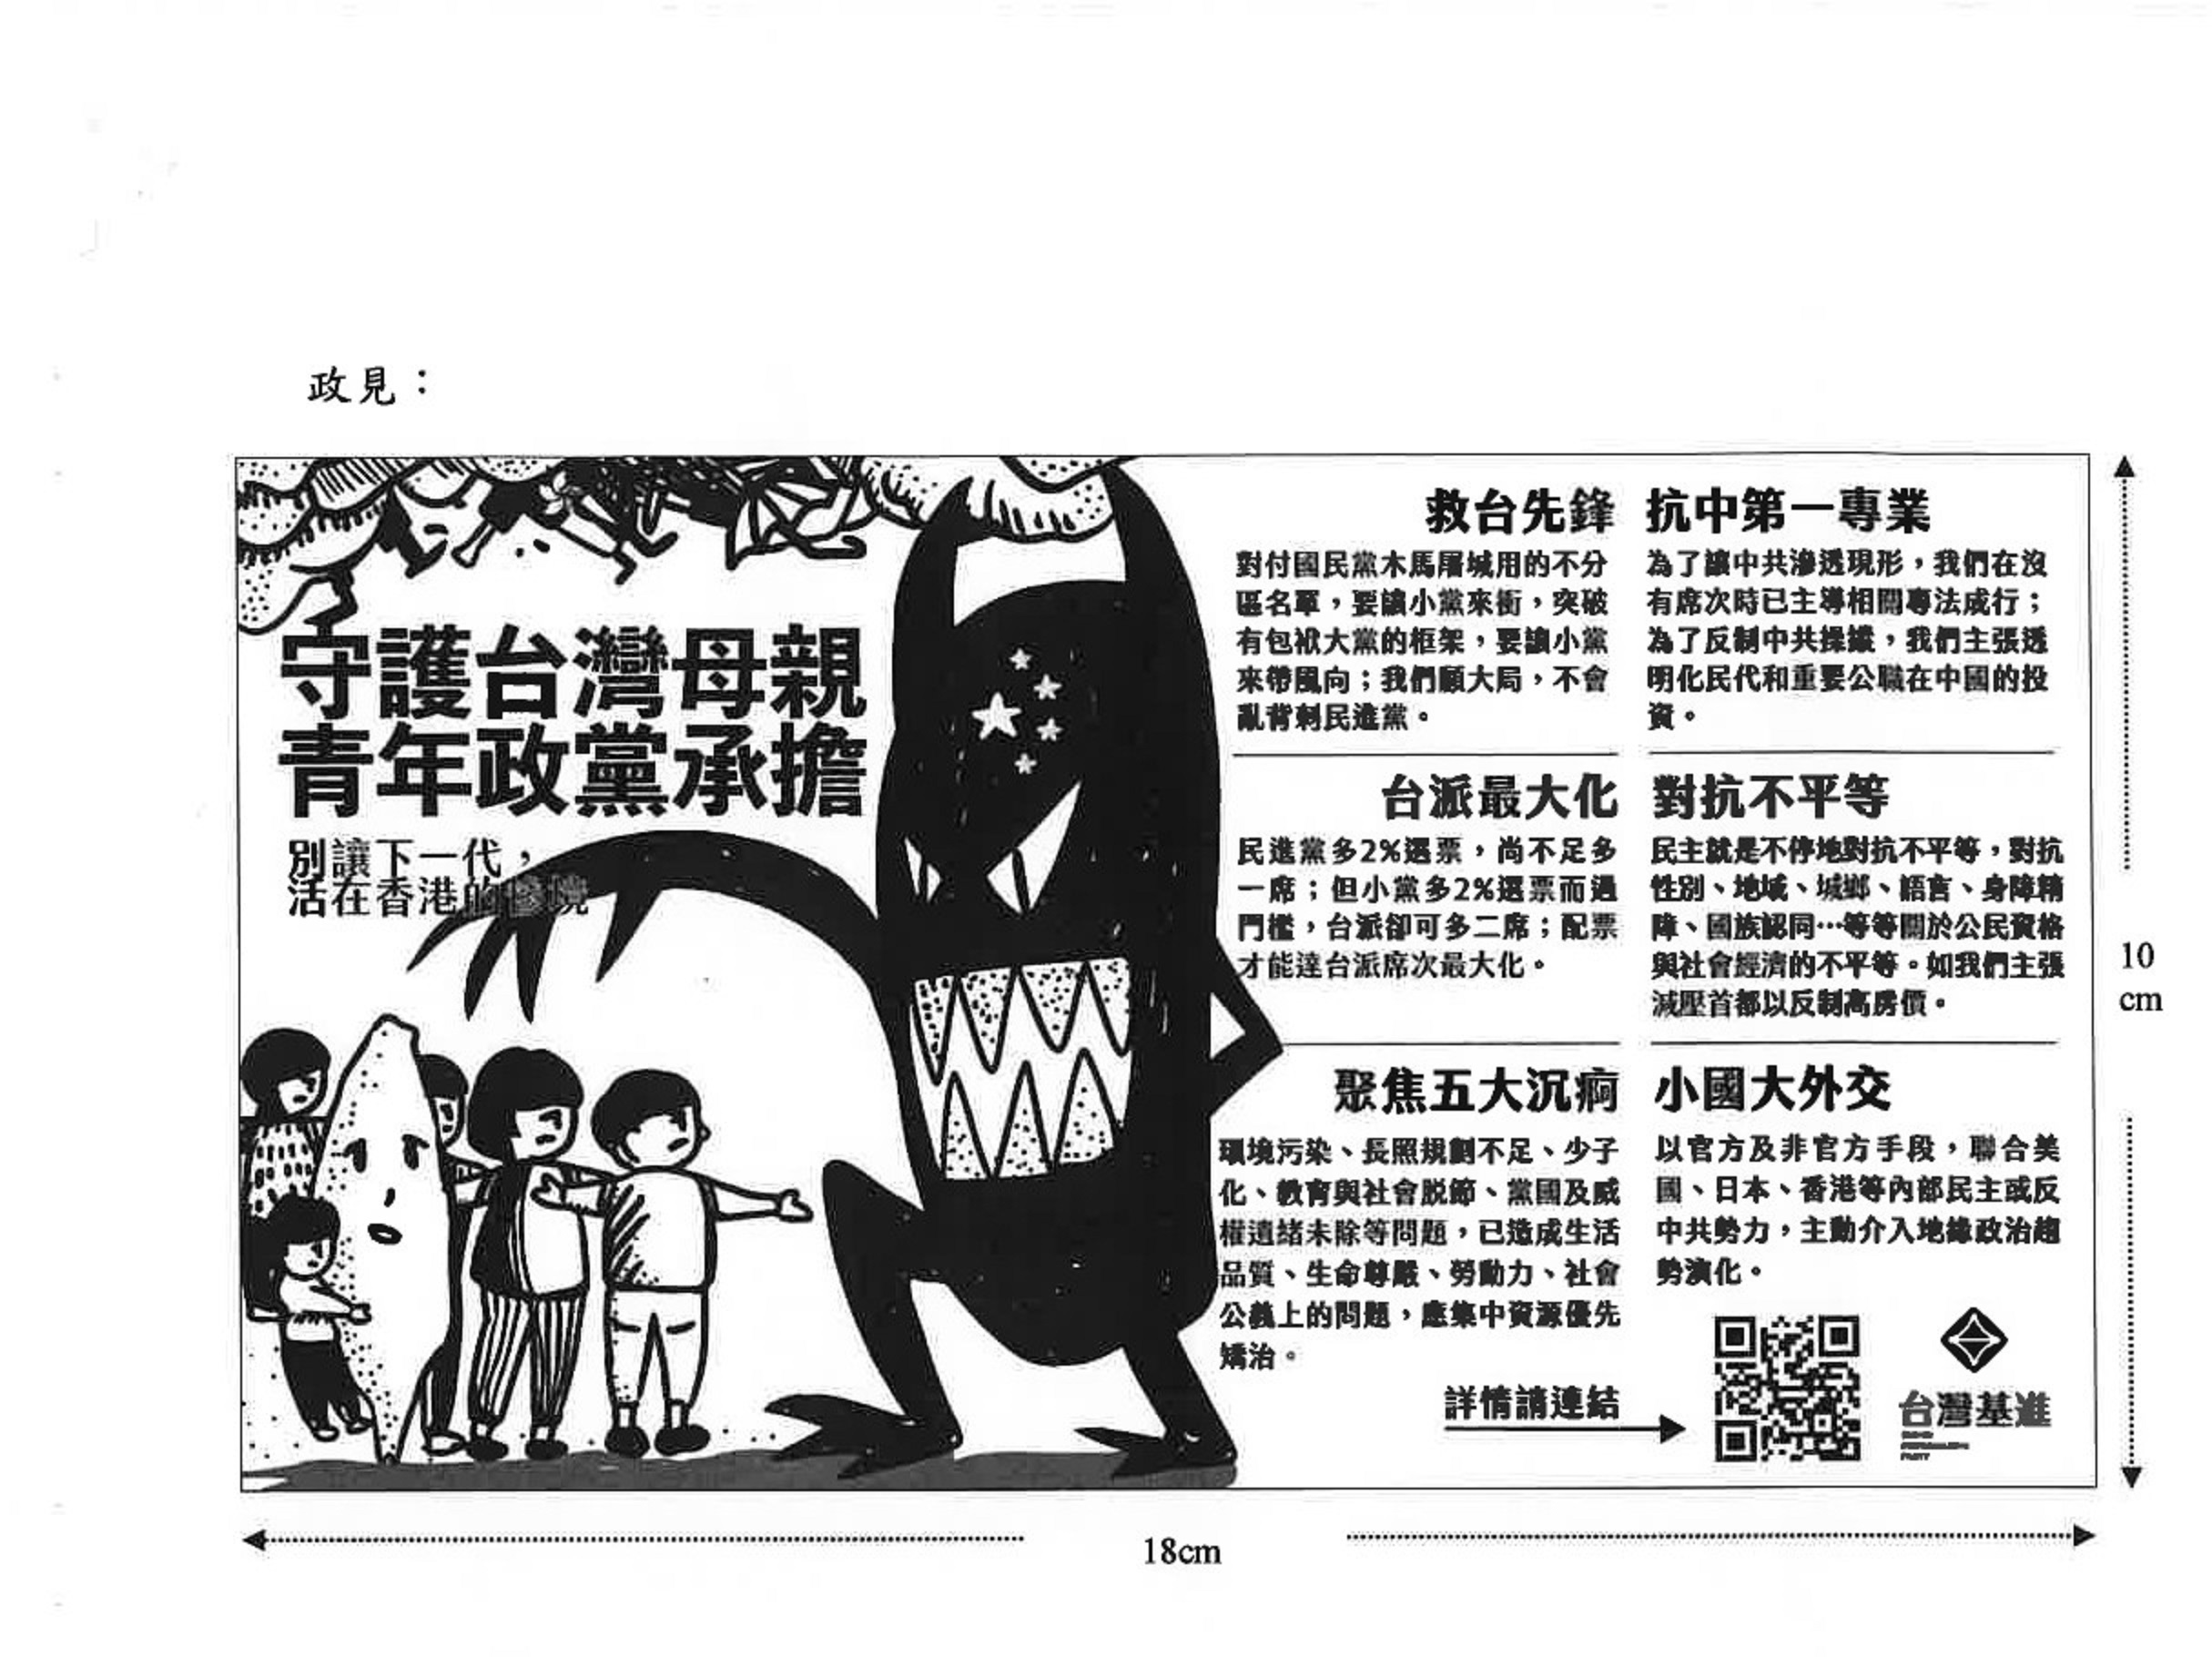 政見：
守護台灣母親
青年政黨承擔
別讓下一代，
活在香港的慘境
救台先鋒
對付國民黨木馬屠城用的不分
區名單，要讓小黨來衝，突破
有包袱大黨的框架，要讓小黨
來帶風向；我們顧大局，不會
亂背刺民進黨。
抗中第一專業
為了讓中共滲透現形，我們在沒
有席次時已主導相關專法成行；
為了反制中共操縱，我們主張透
明化民代和重要公職在中國的投
資。
台派最大化
民進黨多2%選票，尚不足多
一席；但小黨多2%選票而過
門檻，台派卻可多二席；配票
才能達台派席次最大化。
對抗不平等
民主就是不停地對抗不平等，對抗
性別、地域、城鄉、語言、身障精
障、國族認同…等等關於公民資格
與社會經濟的不平等。如我們主張
減壓首都以反制高房價。
聚焦五大沉痾
環境污染、長照規劃不足、少子
化、教育與社會脱節、黨國及威
權遺緒未除等問題，已造成生活
品質、生命尊嚴、勞動力、社會
公義上的問題，應集中資源優先
矯治。
小國大外交
以官方及非官方手段，聯合美
國、日本、香港等內部民主或反
中共勢力，主動介入地緣政治趨
勢演化。
詳情請連結
台灣基進
10
cm
18cm